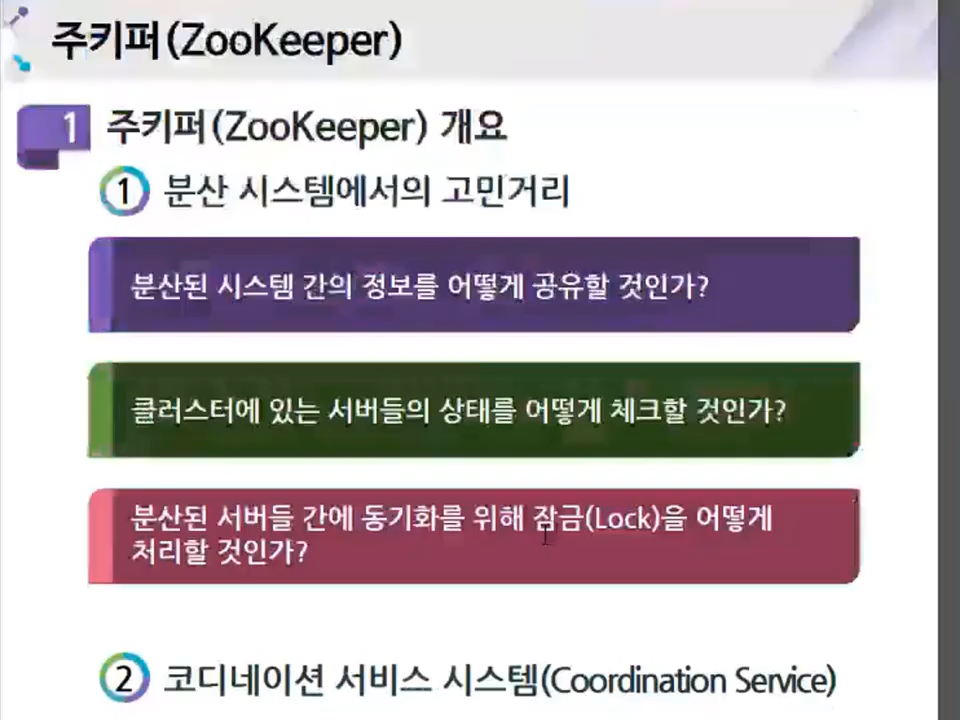 주키퍼(ZooKeeper)
1 주키퍼(ZooKeeper) 개요
1 분산 시스템에서의 고민거리
분산된 시스템 간의 정보를 어떻게 공유할 것인가?
클러스터에 있는 서버들의 상태를 어떻게 체크할 것인가?
분산된 서버들 간에 동기화를 위해 잠금(Lock)을 어떻게
처리할 것인가?
2 코디네이션 서비스 시스템(Coordination Service)